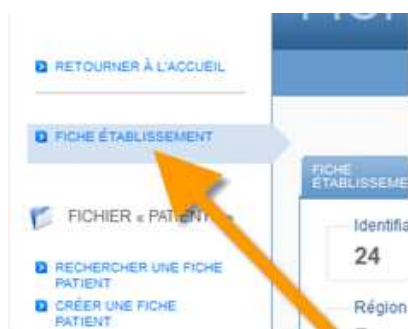 RETOURNER À L'ACCUEIL
FICHE ÉTABLISSEMENT
FICHIER « PATIENT »
RECHERCHER UNE FICHE
PATIENT
CRÉER UNE FICHE
PATIENT
FICHE
ÉTABLISSEME
Identifia
24
Région